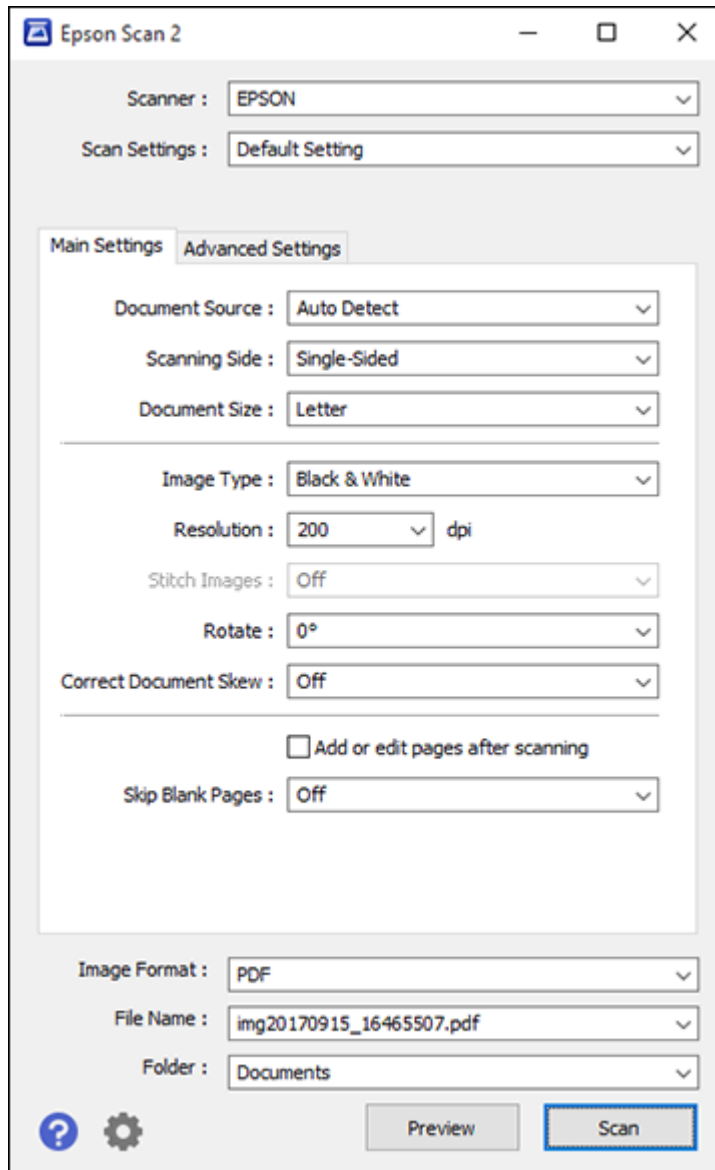 Epson Scan 2
Scanner : EPSON
Scan Settings : Default Setting
Main Settings Advanced Settings
Document Source : Auto Detect
Scanning Side : Single-Sided
Document Size : Letter
Image Type : Black & White
Resolution : 200 dpi
Stitch Images : Off
Rotate : 0°
Correct Document Skew : Off
Add or edit pages after scanning
Skip Blank Pages : Off
Image Format : PDF
File Name : img20170915_16465507.pdf
Folder : Documents
? Preview Scan